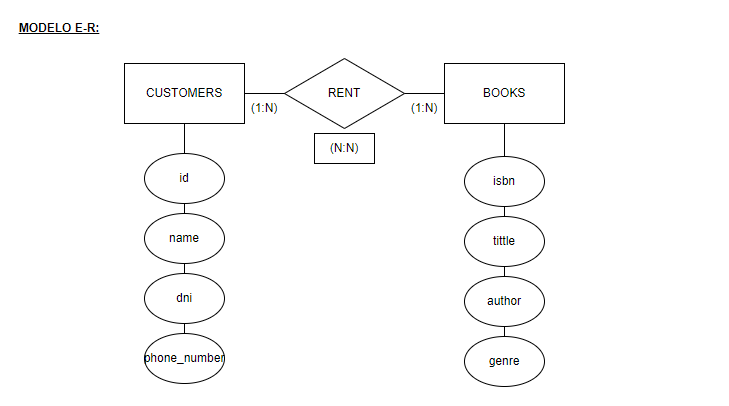 MODELO E-R:
CUSTOMERS
RENT
BOOKS
(1:N)
(1:N)
(N:N)
id
name
dni
phone_number
isbn
tittle
author
genre